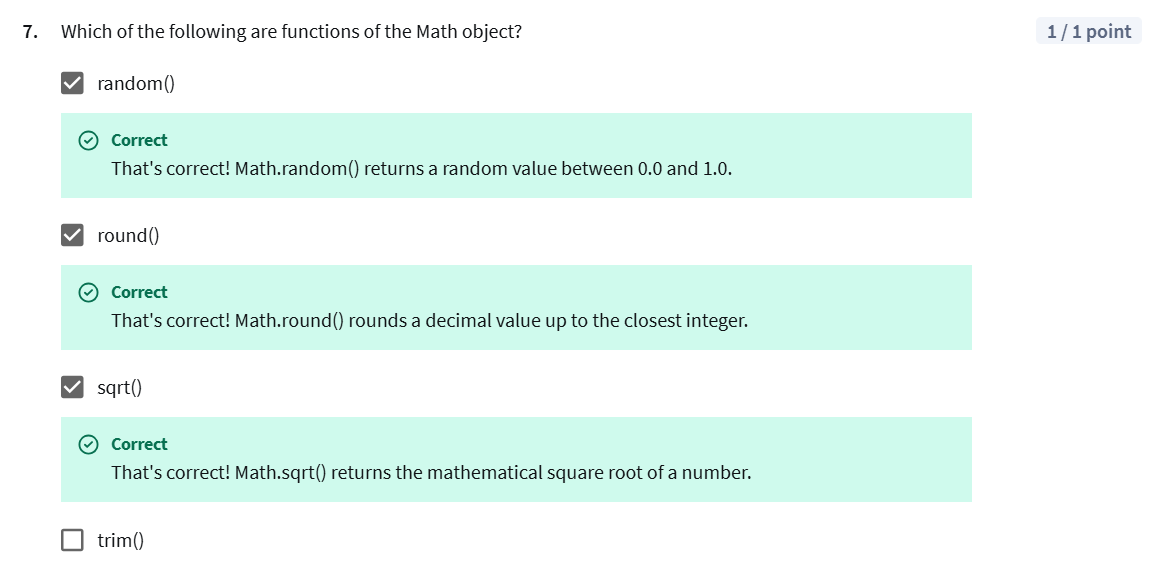 7. Which of the following are functions of the Math object?
1 / 1 point
random()
Correct
That's correct! Math.random() returns a random value between 0.0 and 1.0.
round()
Correct
That's correct! Math.round() rounds a decimal value up to the closest integer.
sqrt()
Correct
That's correct! Math.sqrt() returns the mathematical square root of a number.
trim()